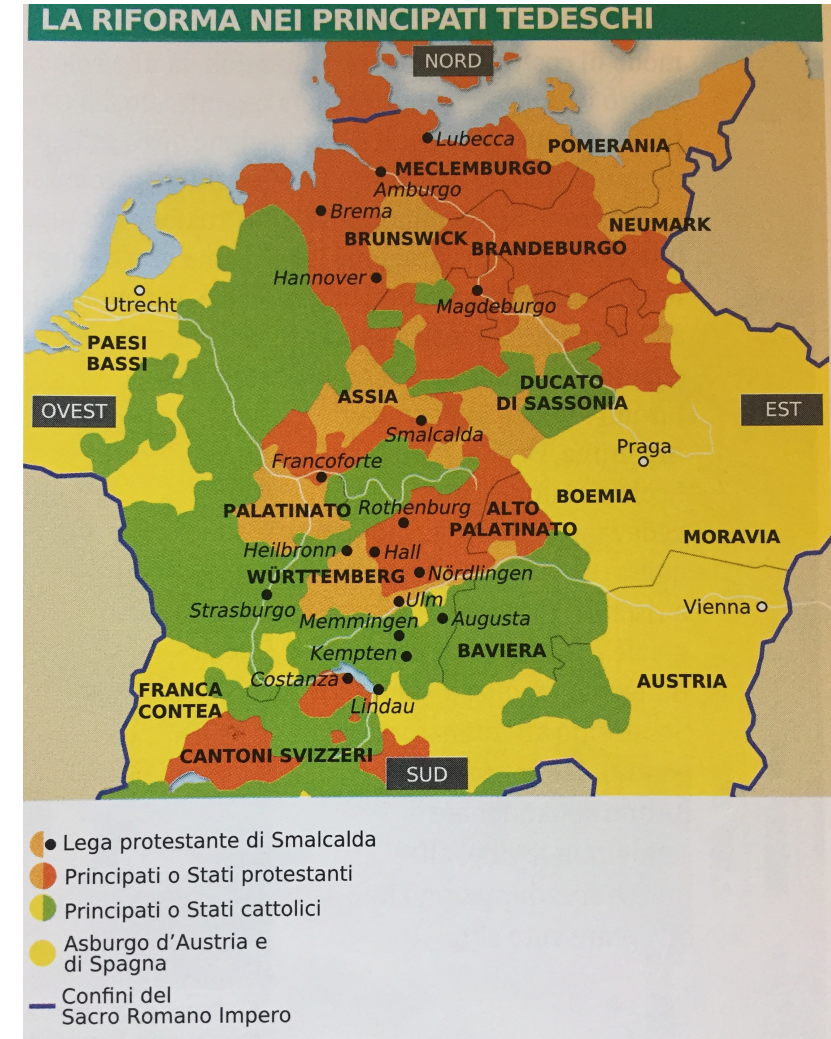 LA RIFORMA NEI PRINCIPATI TEDESCHI
NORD
Lubecca
POMERANIA
MECLEMBURGO
Amburgo
Brema
NEUMARK
BRUNSWICK
BRANDEBURGO
Hannover
Magdeburgo
Utrecht
PAESI
BASSI
OVEST
ASSIA
DUCATO
DI SASSONIA
EST
Smalcalda
Praga
Francoforte
BOEMIA
PALATINATO
Rothenburg
ALTO
PALATINATO
MORAVIA
Heilbronn
Hall
WÜRTTEMBERG
Nördlingen
Strasburgo
Ulm
Memmingen
Augusta
Vienna
Kempten
BAVIERA
Costanza
AUSTRIA
FRANCA
CONTEA
Lindau
CANTONI SVIZZERI
SUD
Lega protestante di Smalcalda
Principati o Stati protestanti
Principati o Stati cattolici
Asburgo d'Austria e
di Spagna
Confini del
Sacro Romano Impero